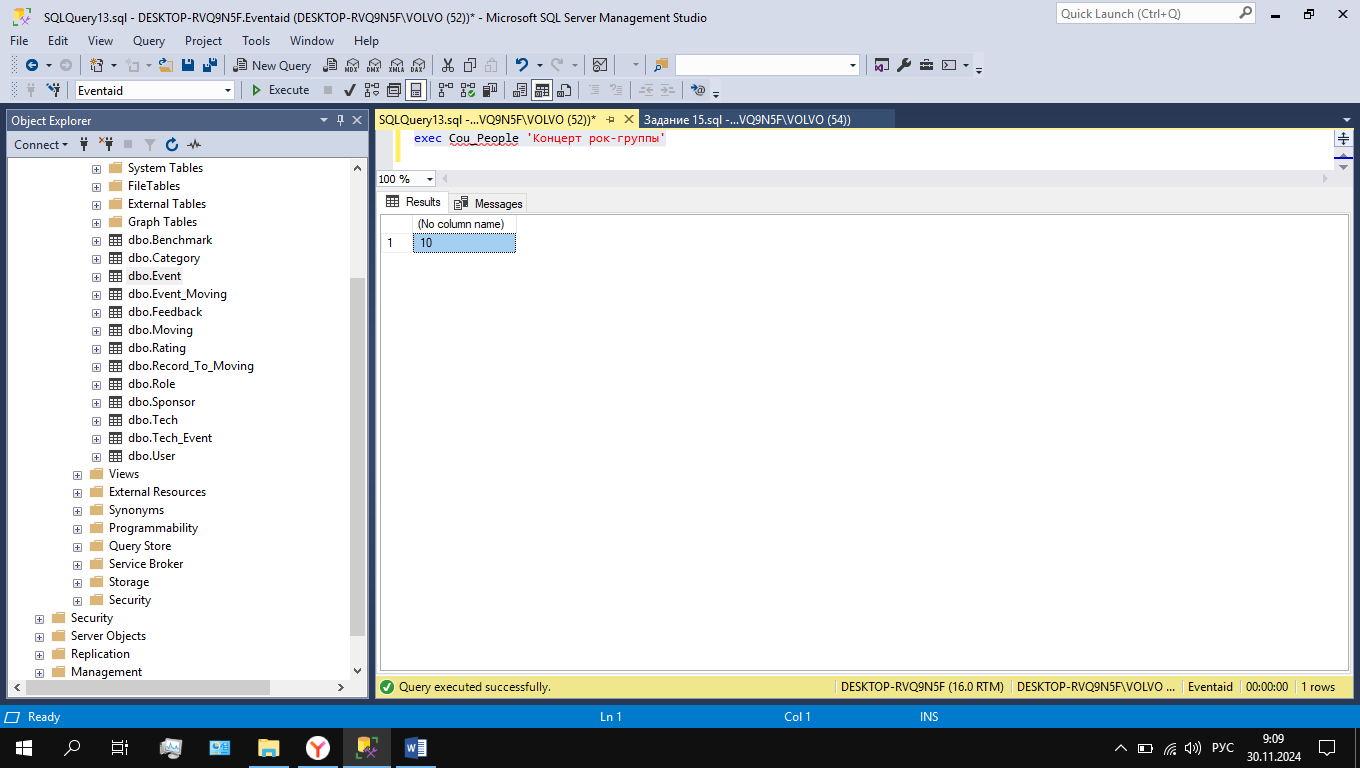 SQLQuery13.sql - DESKTOP-RVQ9N5F.Eventaid (DESKTOP-RVQ9N5F\VOLVO (52))* - Microsoft SQL Server Management Studio
Quick Launch (Ctrl+Q)
File Edit View Query Project Tools Window Help
New Query MDX DMX XMLA DAX
Eventaid Execute
Object Explorer
SQLQuery13.sql -...VQ9N5F\VOLVO (52))* Задание 15.sql -...VQ9N5F\VOLVO (54))
Connect
System Tables
FileTables
External Tables
Graph Tables
dbo.Benchmark
dbo.Category
dbo.Event
dbo.Event_Moving
dbo.Feedback
dbo.Moving
dbo.Rating
dbo.Record_To_Moving
dbo.Role
dbo.Sponsor
dbo.Tech
dbo.Tech_Event
dbo.User
Views
External Resources
Synonyms
Programmability
Query Store
Service Broker
Storage
Security
Security
Server Objects
Replication
Management
exec Cou_People 'Концерт рок-группы'
100 %
Results Messages
(No column name)
1 10
Query executed successfully. DESKTOP-RVQ9N5F (16.0 RTM) DESKTOP-RVQ9N5F\VOLVO ... Eventaid 00:00:00 1 rows
Ready Ln 1 Col 1 INS
РУС 9:09
30.11.2024